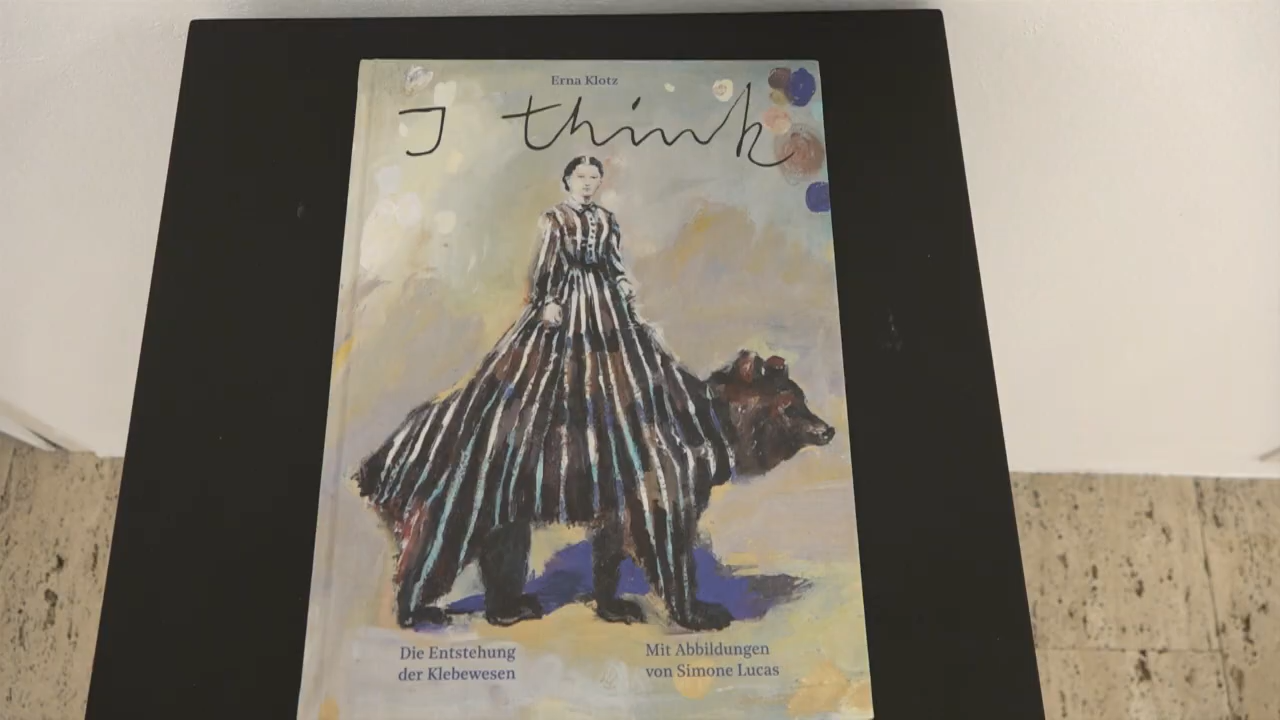 Erna Klotz
I think
Die Entstehung
der Klebewesen
Mit Abbildungen
von Simone Lucas